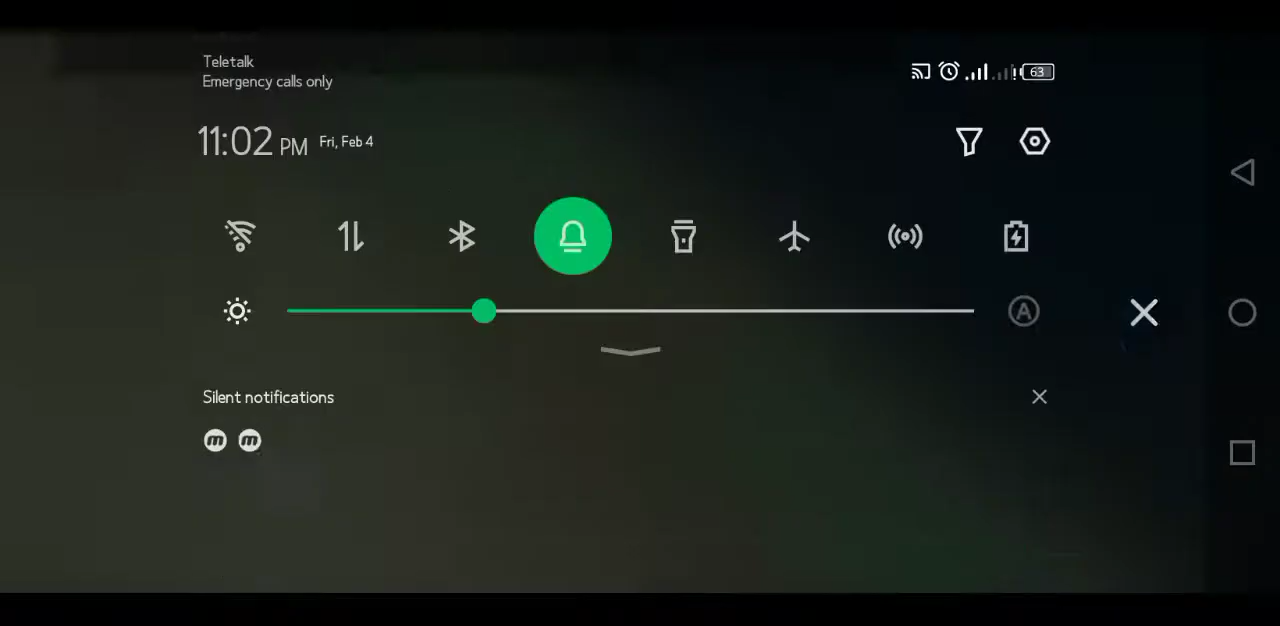 Teletalk
Emergency calls only
63
11:02 PM Fri, Feb 4
A
Silent notifications
m m